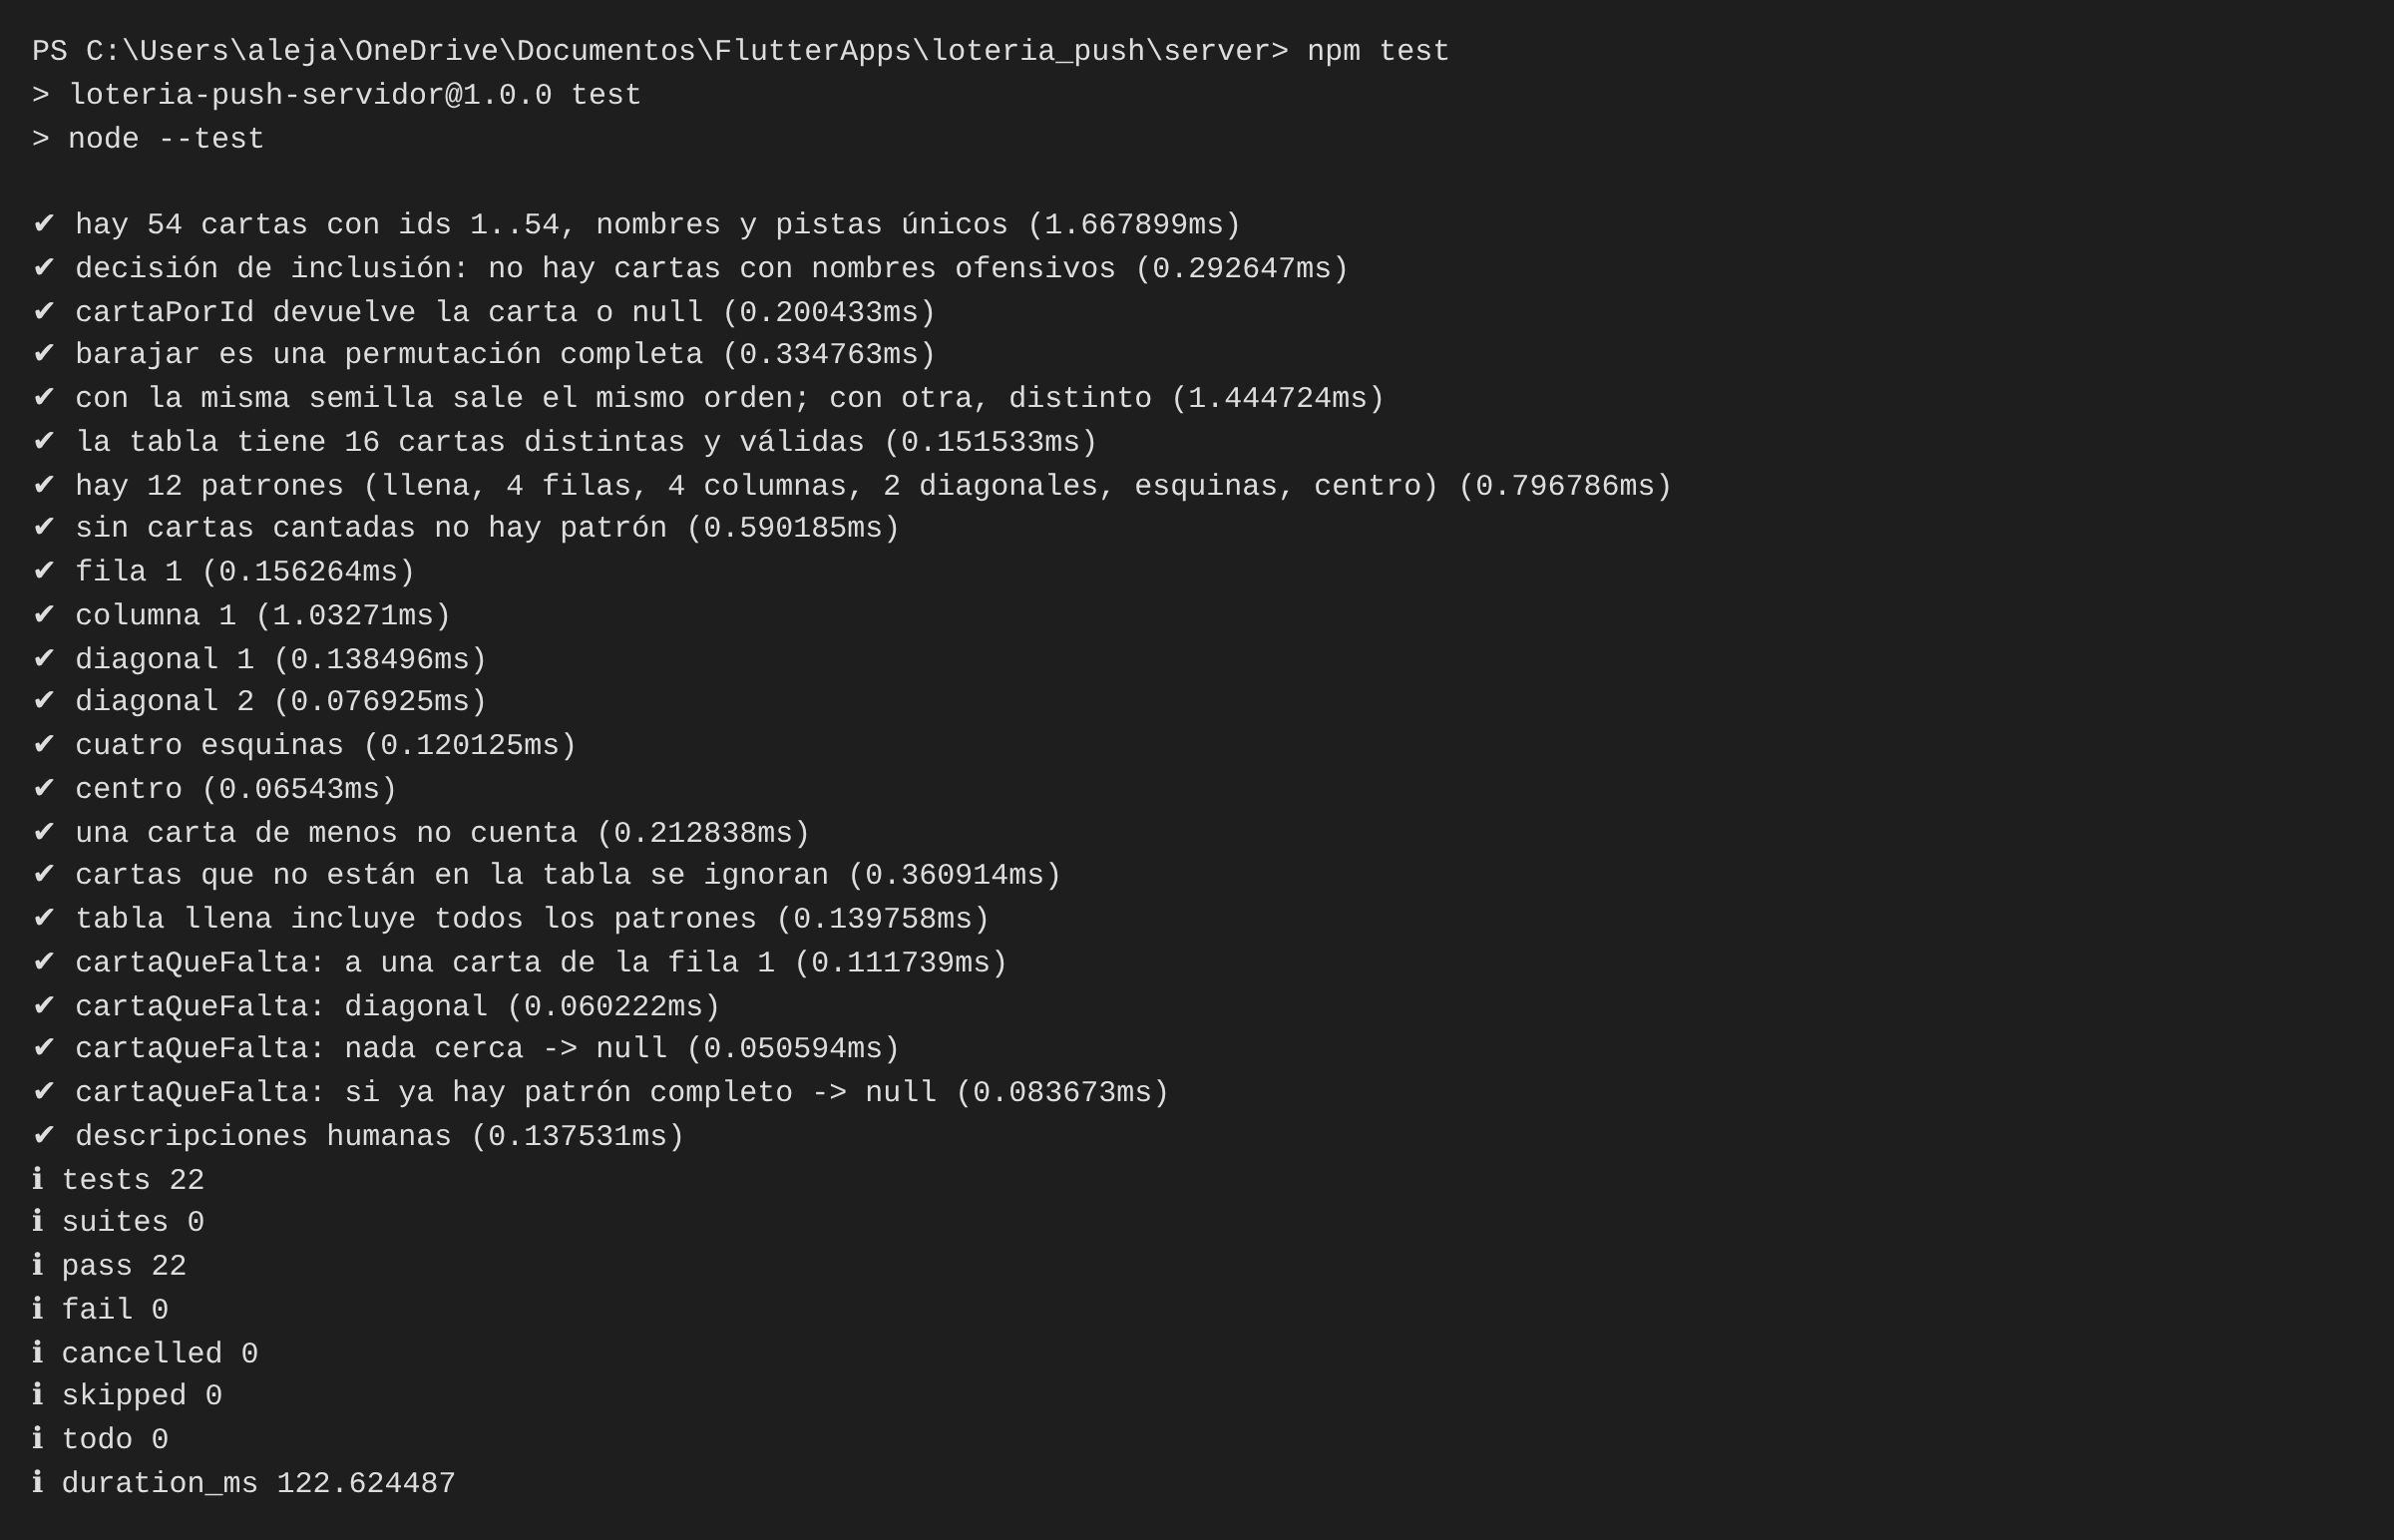 PS C:\Users\aleja\OneDrive\Documentos\FlutterApps\loteria_push\server> npm test
> loteria-push-servidor@1.0.0 test
> node --test
✔ hay 54 cartas con ids 1..54, nombres y pistas únicos (1.667899ms)
✔ decisión de inclusión: no hay cartas con nombres ofensivos (0.292647ms)
✔ cartaPorId devuelve la carta o null (0.200433ms)
✔ barajar es una permutación completa (0.334763ms)
✔ con la misma semilla sale el mismo orden; con otra, distinto (1.444724ms)
✔ la tabla tiene 16 cartas distintas y válidas (0.151533ms)
✔ hay 12 patrones (llena, 4 filas, 4 columnas, 2 diagonales, esquinas, centro) (0.796786ms)
✔ sin cartas cantadas no hay patrón (0.590185ms)
✔ fila 1 (0.156264ms)
✔ columna 1 (1.03271ms)
✔ diagonal 1 (0.138496ms)
✔ diagonal 2 (0.076925ms)
✔ cuatro esquinas (0.120125ms)
✔ centro (0.06543ms)
✔ una carta de menos no cuenta (0.212838ms)
✔ cartas que no están en la tabla se ignoran (0.360914ms)
✔ tabla llena incluye todos los patrones (0.139758ms)
✔ cartaQueFalta: a una carta de la fila 1 (0.111739ms)
✔ cartaQueFalta: diagonal (0.060222ms)
✔ cartaQueFalta: nada cerca -> null (0.050594ms)
✔ cartaQueFalta: si ya hay patrón completo -> null (0.083673ms)
✔ descripciones humanas (0.137531ms)
ℹ tests 22
ℹ suites 0
ℹ pass 22
ℹ fail 0
ℹ cancelled 0
ℹ skipped 0
ℹ todo 0
ℹ duration_ms 122.624487